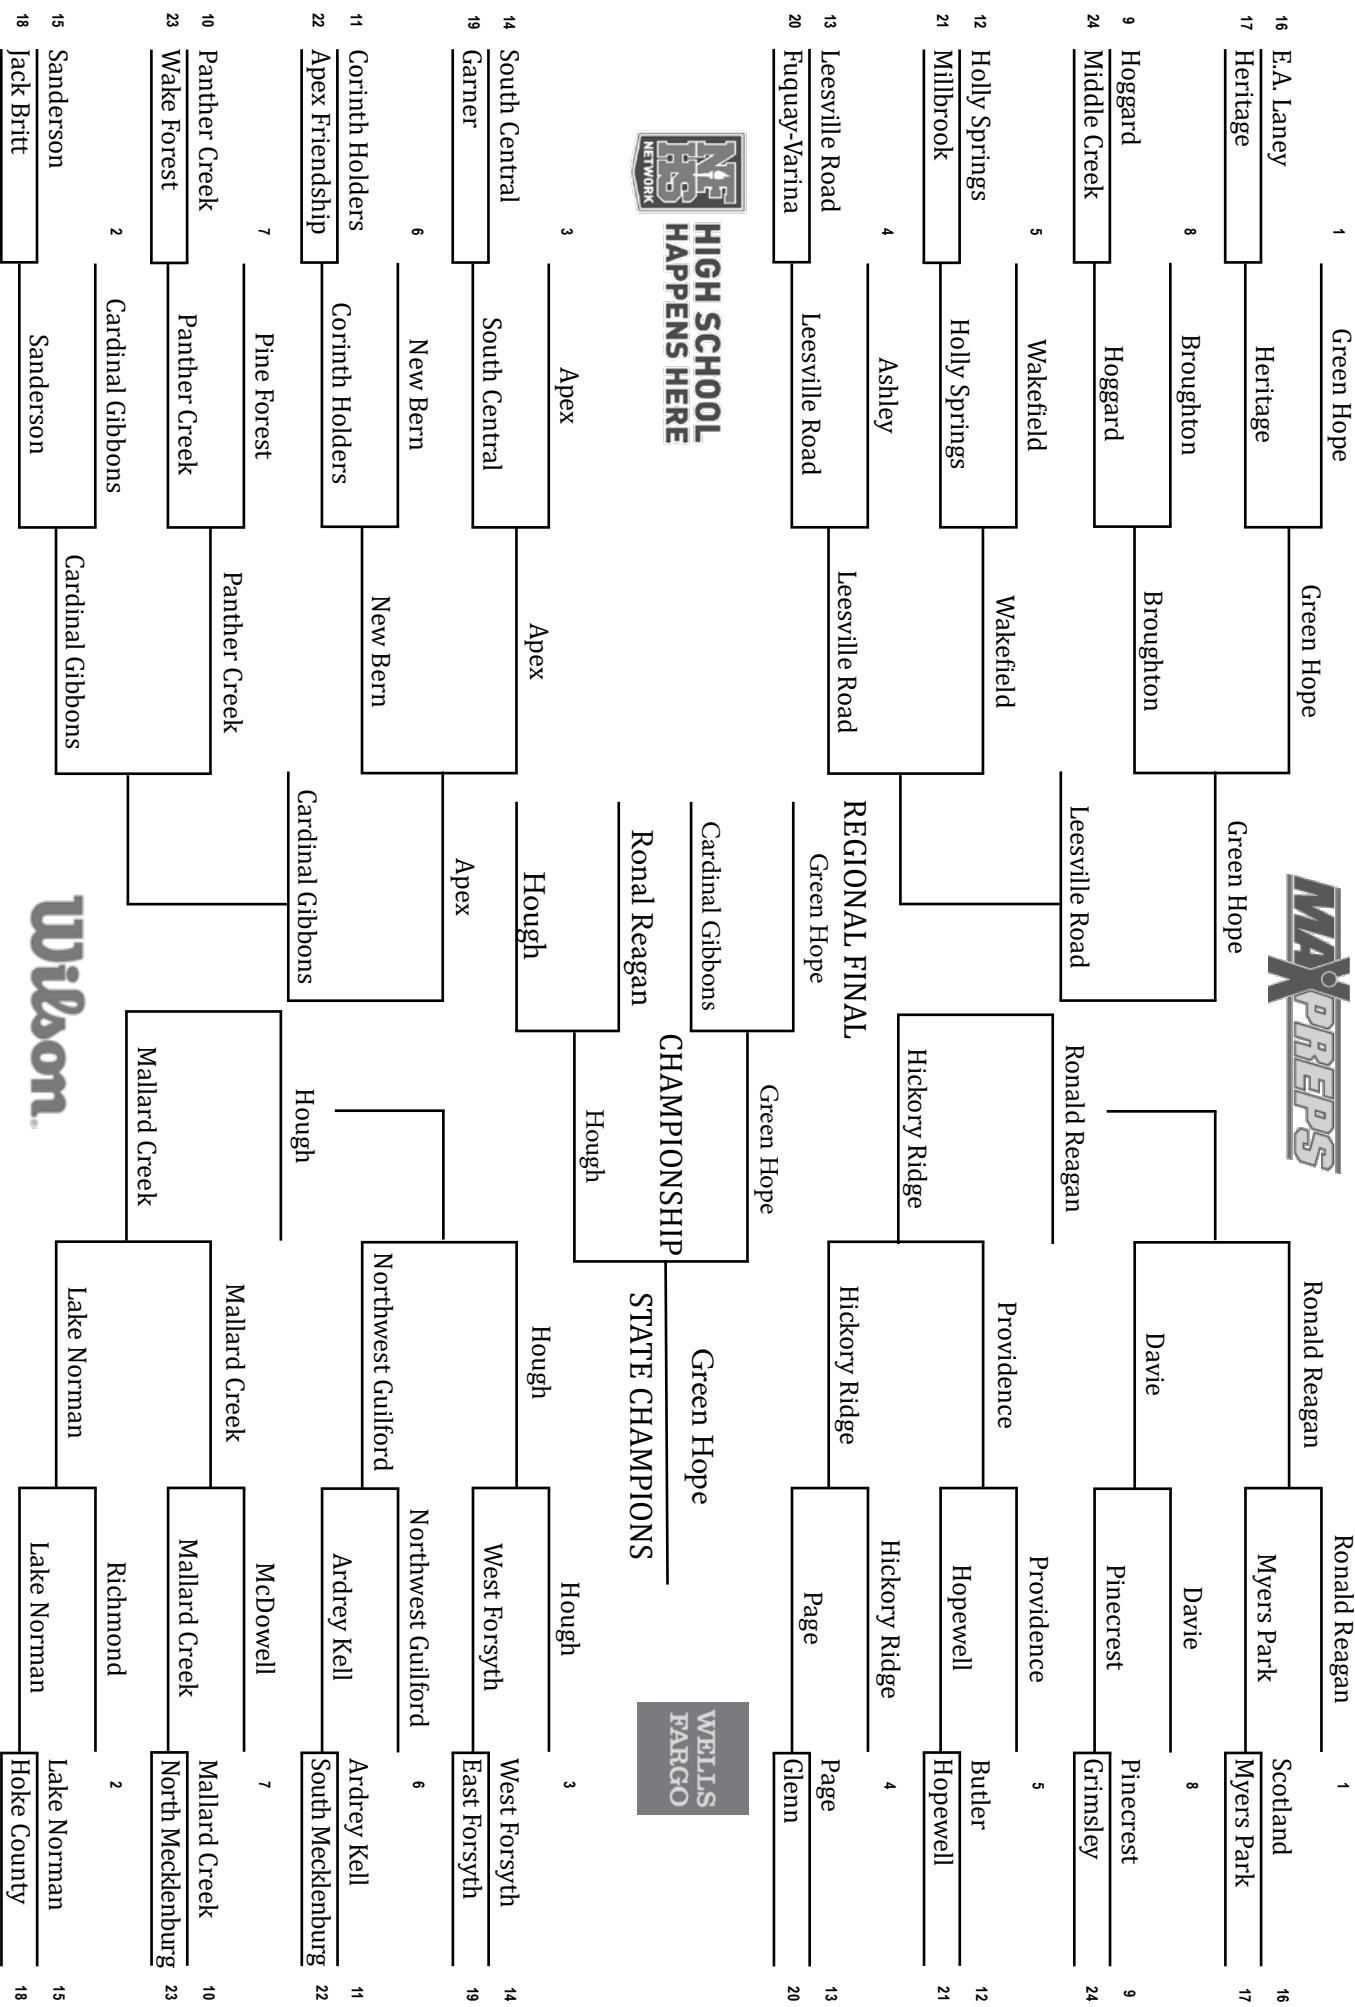 MAXPREPS
1
Green Hope
16 E.A. Laney
17 Heritage
Heritage
Green Hope
8
Broughton
9 Hoggard
24 Middle Creek
Hoggard
Broughton
Green Hope
5
Wakefield
12 Holly Springs
21 Millbrook
Holly Springs
Wakefield
4
Ashley
13 Leesville Road
20 Fuquay-Varina
Leesville Road
Leesville Road
Leesville Road
NFHS
NETWORK
HIGH SCHOOL
HAPPENS HERE
3
Apex
14 South Central
19 Garner
South Central
Apex
6
New Bern
11 Corinth Holders
22 Apex Friendship
Corinth Holders
New Bern
Apex
7
Pine Forest
10 Panther Creek
23 Wake Forest
Panther Creek
Panther Creek
2
Cardinal Gibbons
15 Sanderson
18 Jack Britt
Sanderson
Cardinal Gibbons
Cardinal Gibbons
REGIONAL FINAL
Green Hope
Cardinal Gibbons
Green Hope
CHAMPIONSHIP
Ronal Reagan
Hough
Hough
Green Hope
STATE CHAMPIONS
Ronald Reagan 1
Scotland 16
Myers Park 17
Myers Park
Ronald Reagan
Davie 8
Pinecrest 9
Grimsley 24
Pinecrest
Davie
Ronald Reagan
Providence 5
Butler 12
Hopewell 21
Hopewell
Providence
Hickory Ridge 4
Page 13
Glenn 20
Page
Hickory Ridge
Hickory Ridge
WELLS
FARGO
Hough 3
West Forsyth 14
East Forsyth 19
West Forsyth
Hough
Northwest Guilford 6
Ardrey Kell 11
South Mecklenburg 22
Ardrey Kell
Northwest Guilford
Hough
McDowell 7
Mallard Creek 10
North Mecklenburg 23
Mallard Creek
Mallard Creek
Richmond 2
Lake Norman 15
Hoke County 18
Lake Norman
Lake Norman
Mallard Creek
Wilson